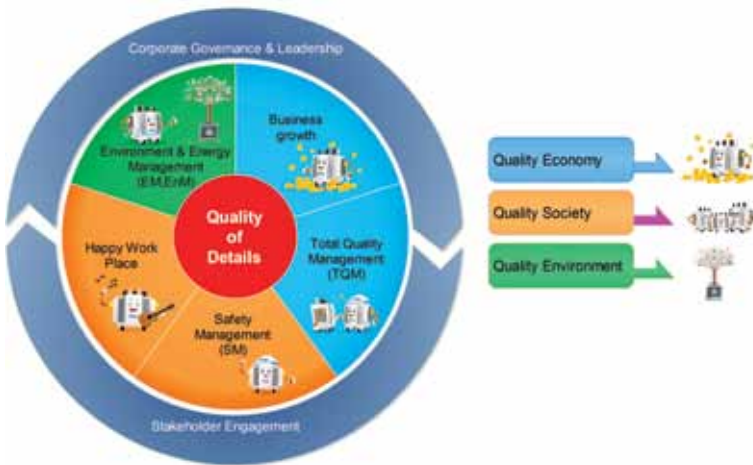 Corporate Governance & Leadership
Environment & Energy
Management
(EM,EnM)
Business
growth
Quality
of
Details
Happy Work
Place
Total Quality
Management
(TQM)
Safety
Management
(SM)
Stakeholder Engagement
Quality Economy
Quality Society
Quality Environment